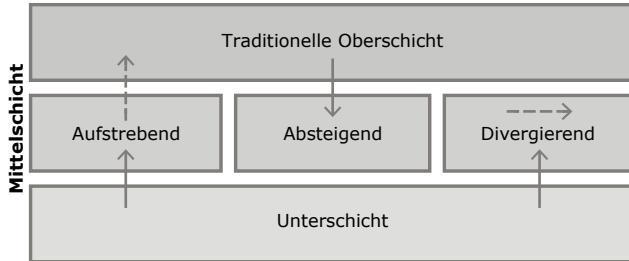 Traditionelle Oberschicht
Mittelschicht
Aufstrebend
Absteigend
Divergierend
Unterschicht